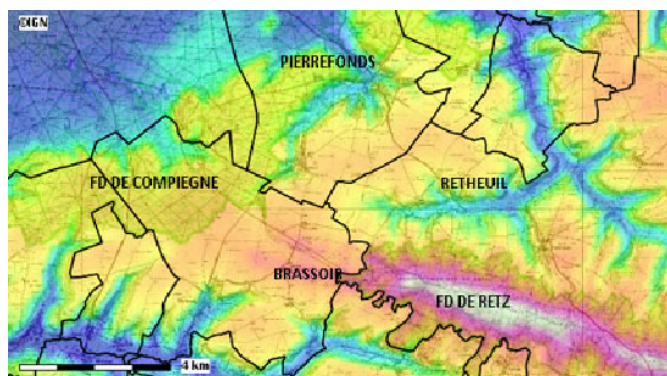 ©IGN
PIERREFONDS
FD DE COMPIEGNE
RETHEUIL
BRASSOIR
FD DE RETZ
4 km